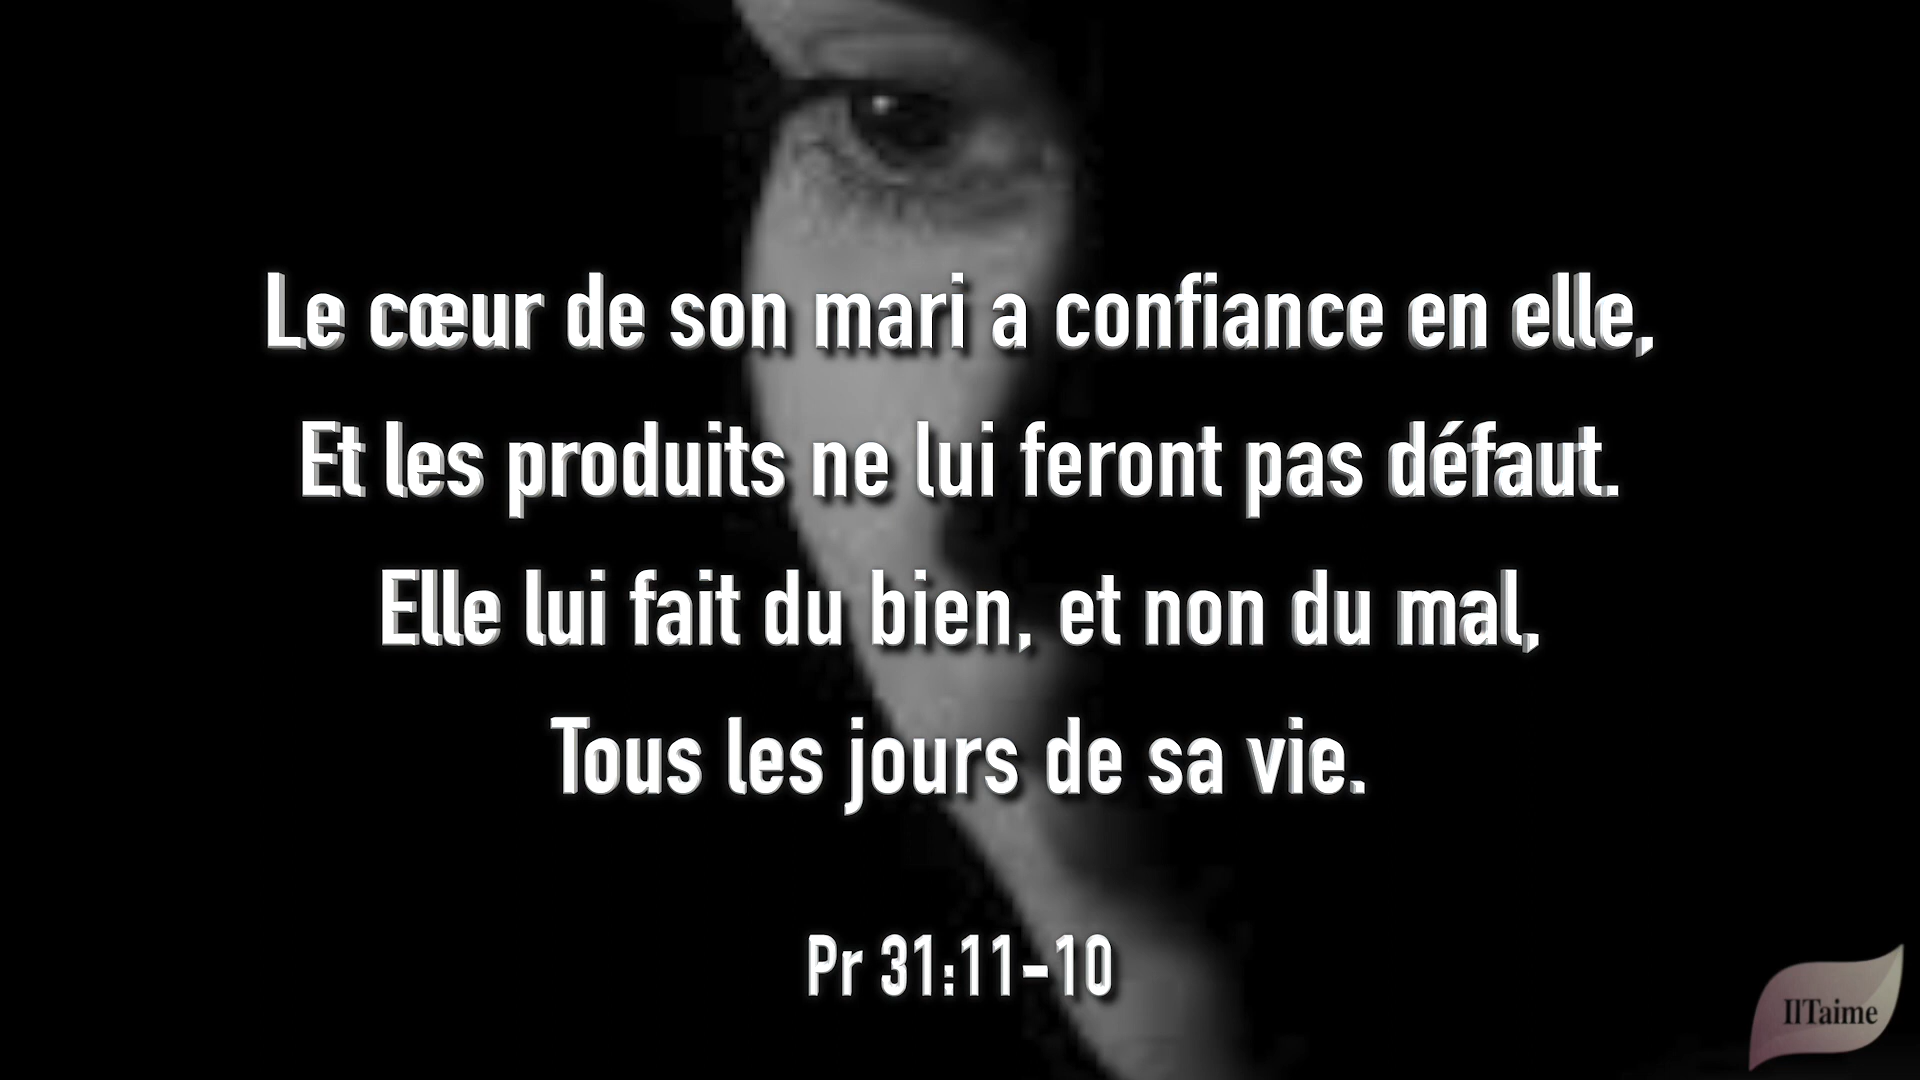 Le cœur de son mari a confiance en elle,
Et les produits ne lui feront pas défaut.
Elle lui fait du bien, et non du mal,
Tous les jours de sa vie.
Pr 31:11-10
IlTaime